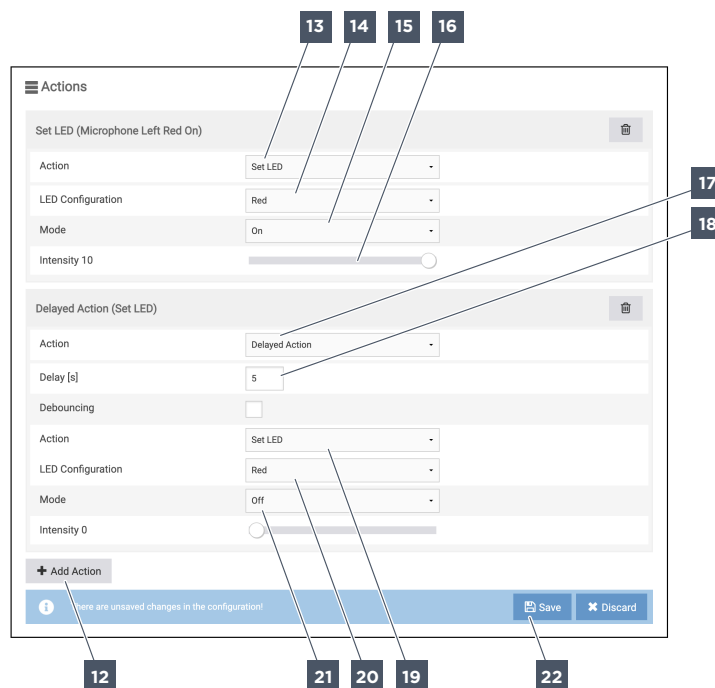 13 14 15 16
Actions
Set LED (Microphone Left Red On)
Action Set LED
LED Configuration Red
17
Mode On
18
Intensity 10
Delayed Action (Set LED)
Action Delayed Action
Delay [s] 5
Debouncing
Action Set LED
LED Configuration Red
Mode Off
Intensity 0
+ Add Action
There are unsaved changes in the configuration! Save Discard
12 21 20 19 22